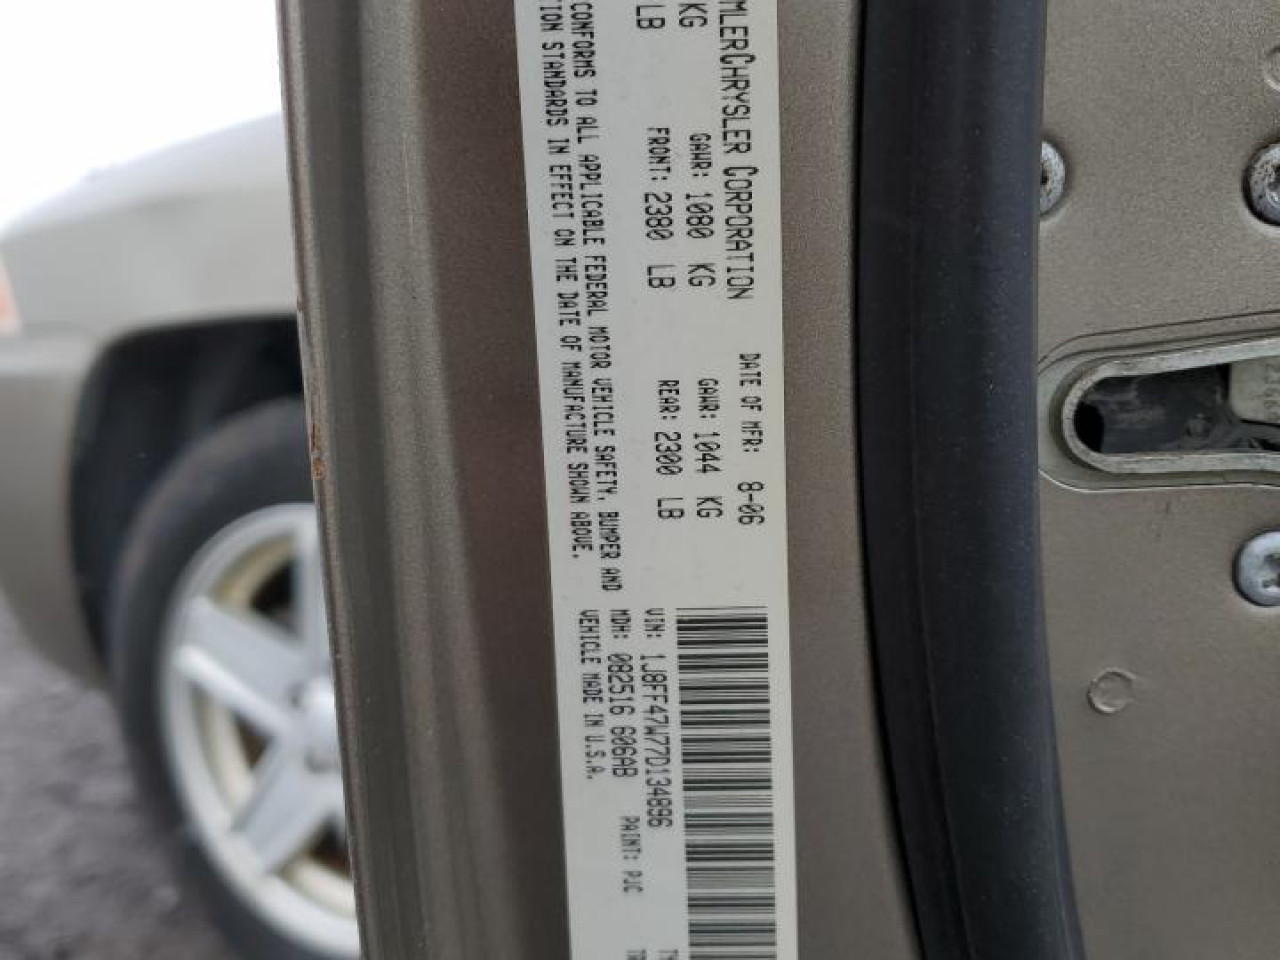 MLERCHRYSLER CORPORATION DATE OF MFR: 8-06
KG GAWR: 1080 KG GAWR: 1044 KG
LB FRONT: 2380 LB REAR: 2300 LB
CONFORMS TO ALL APPLICABLE FEDERAL MOTOR VEHICLE SAFETY, BUMPER AND
TION STANDARDS IN EFFECT ON THE DATE OF MANUFACTURE SHOWN ABOVE.
VIN: 1J8FF47W77D134896
MDH: 082516 606AB PAINT: PJC
VEHICLE MADE IN U.S.A.